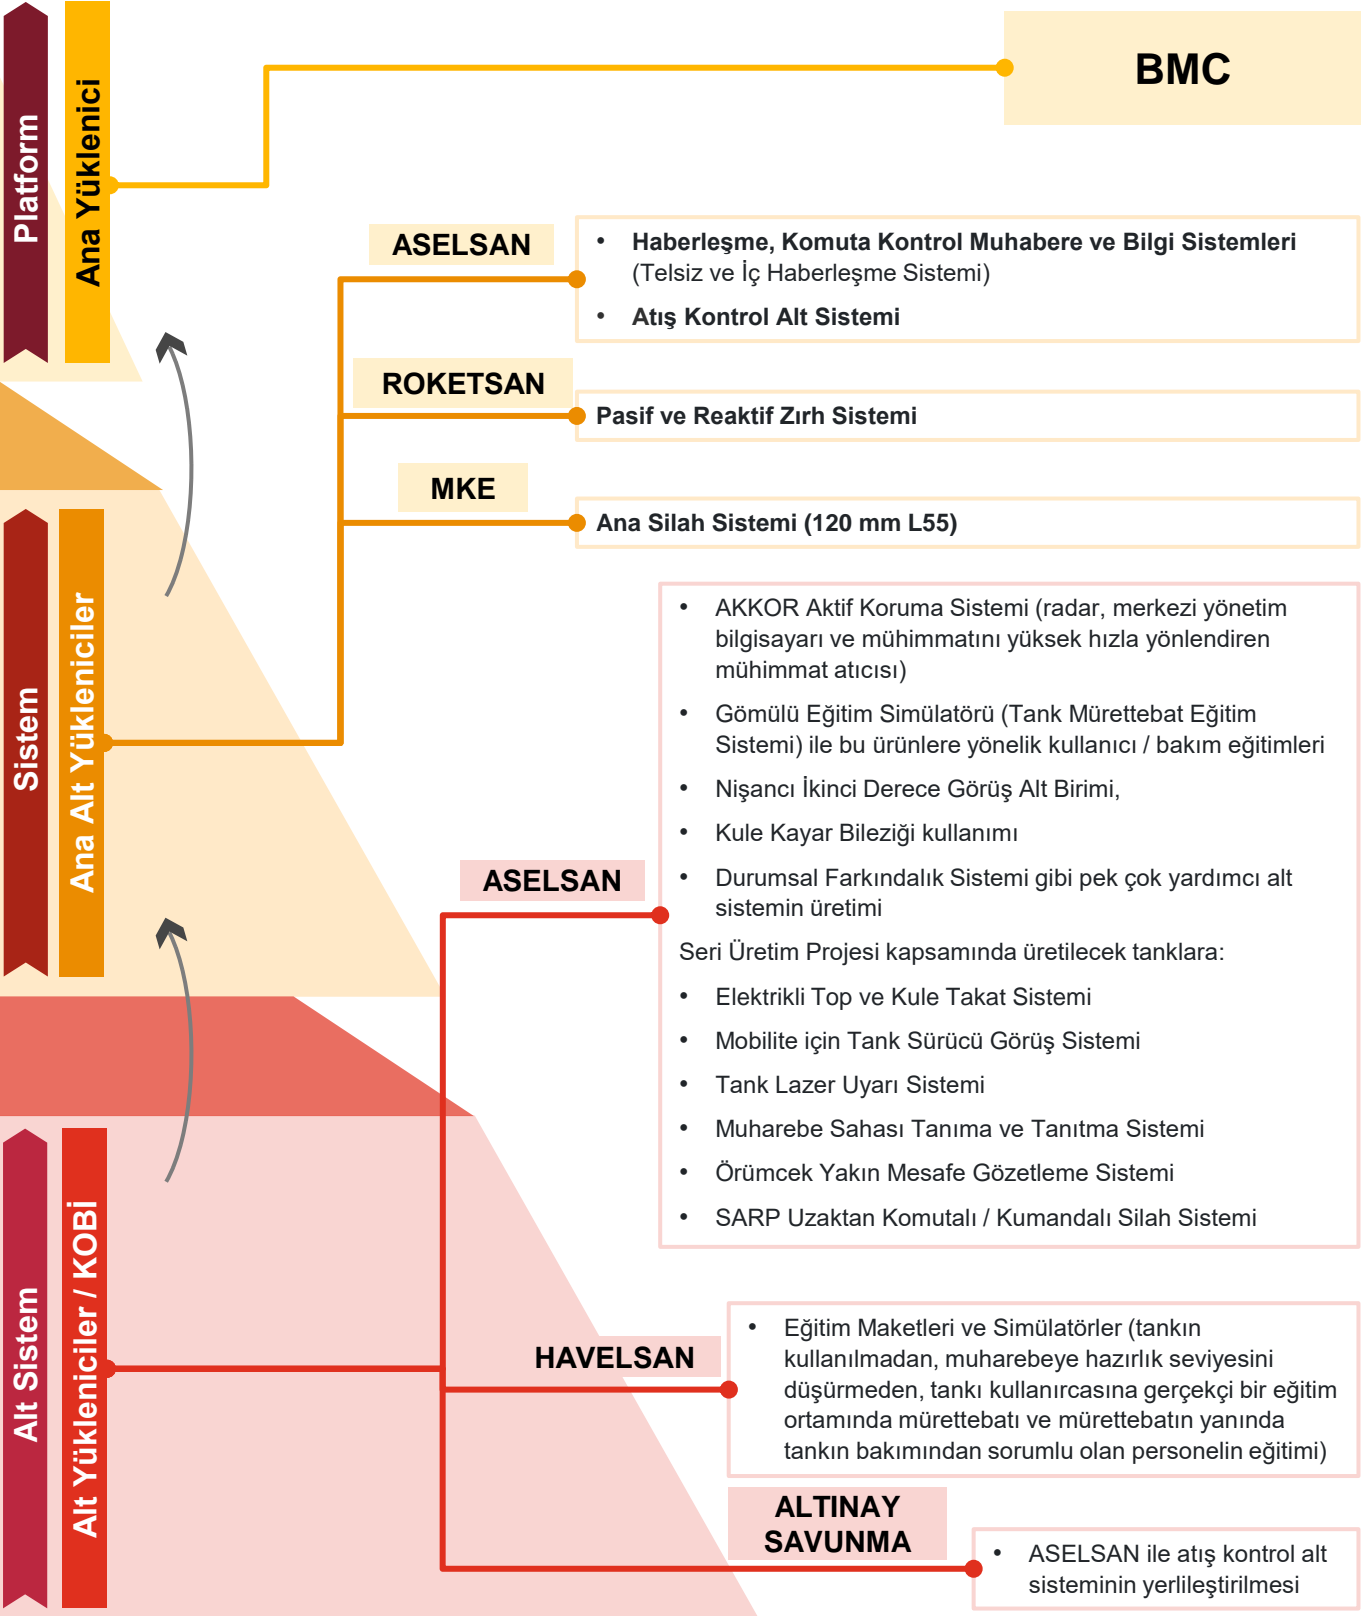 Platform
Ana Yüklenici
BMC
Sistem
Ana Alt Yükleniciler
ASELSAN
• Haberleşme, Komuta Kontrol Muhabere ve Bilgi Sistemleri
(Telsiz ve İç Haberleşme Sistemi)
• Atış Kontrol Alt Sistemi
ROKETSAN
Pasif ve Reaktif Zırh Sistemi
MKE
Ana Silah Sistemi (120 mm L55)
Alt Sistem
Alt Yükleniciler / KOBİ
ASELSAN
• AKKOR Aktif Koruma Sistemi (radar, merkezi yönetim
bilgisayarı ve mühimmatını yüksek hızla yönlendiren
mühimmat atıcısı)
• Gömülü Eğitim Simülatörü (Tank Mürettebat Eğitim
Sistemi) ile bu ürünlere yönelik kullanıcı / bakım eğitimleri
• Nişancı İkinci Derece Görüş Alt Birimi,
• Kule Kayar Bileziği kullanımı
• Durumsal Farkındalık Sistemi gibi pek çok yardımcı alt
sistemin üretimi
Seri Üretim Projesi kapsamında üretilecek tanklara:
• Elektrikli Top ve Kule Takat Sistemi
• Mobilite için Tank Sürücü Görüş Sistemi
• Tank Lazer Uyarı Sistemi
• Muharebe Sahası Tanıma ve Tanıtma Sistemi
• Örümcek Yakın Mesafe Gözetleme Sistemi
• SARP Uzaktan Komutalı / Kumandalı Silah Sistemi
HAVELSAN
• Eğitim Maketleri ve Simülatörler (tankın
kullanılmadan, muharebeye hazırlık seviyesini
düşürmeden, tankı kullanırcasına gerçekçi bir eğitim
ortamında mürettebatı ve mürettebatın yanında
tankın bakımından sorumlu olan personelin eğitimi)
ALTINAY
SAVUNMA
• ASELSAN ile atış kontrol alt
sisteminin yerlileştirilmesi